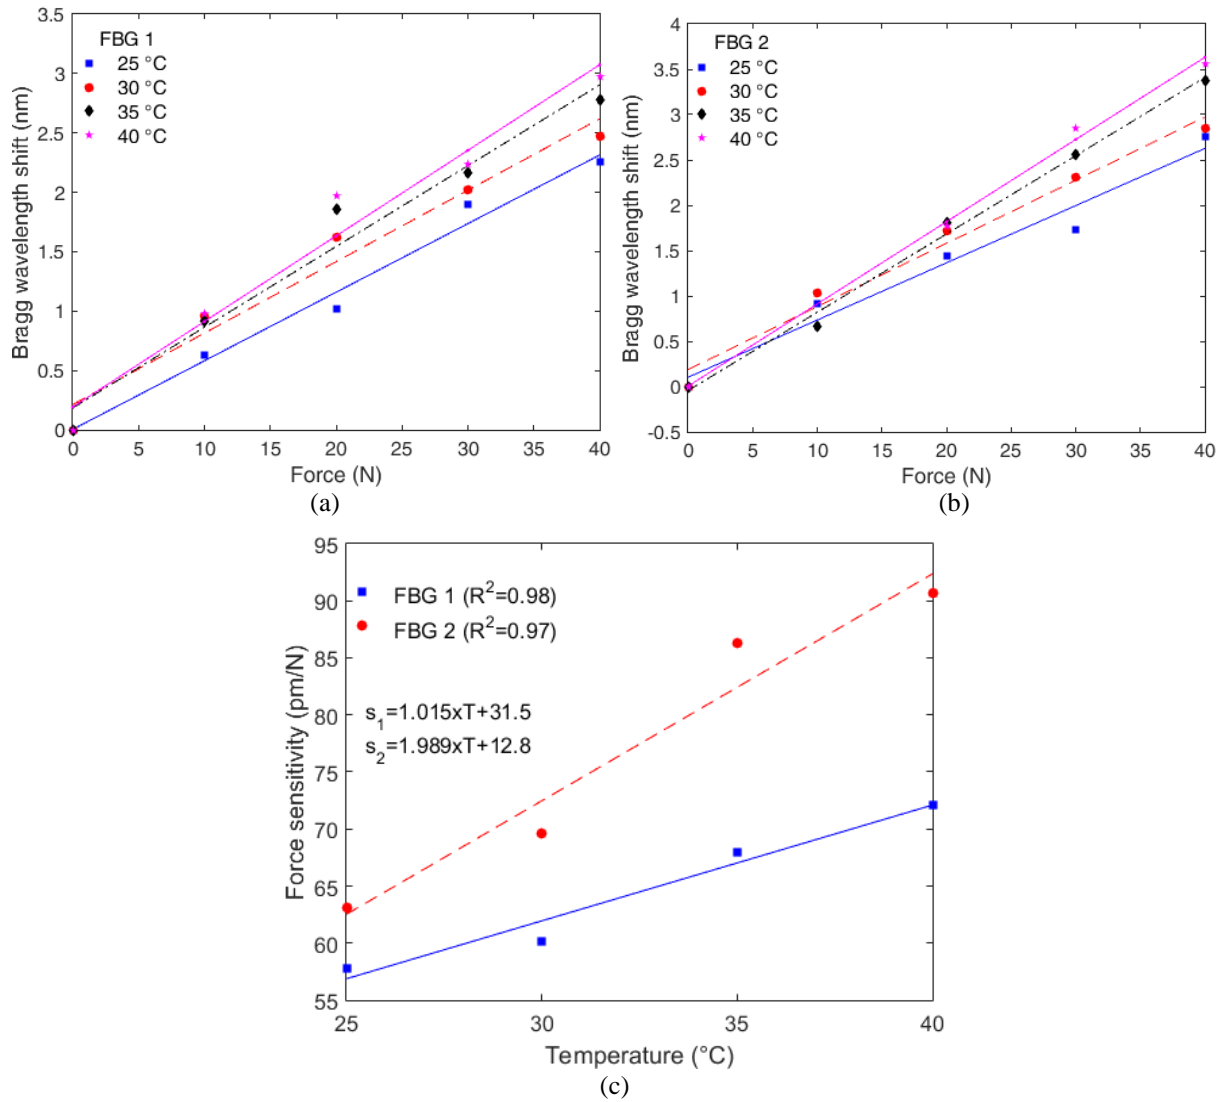 FBG 1
25 °C
30 °C
35 °C
40 °C
3.5
3
2.5
2
1.5
1
0.5
0
0 5 10 15 20 25 30 35 40
Bragg wavelength shift (nm)
Force (N)
(a)
FBG 2
25 °C
30 °C
35 °C
40 °C
4
3.5
3
2.5
2
1.5
1
0.5
0
-0.5
0 5 10 15 20 25 30 35 40
Bragg wavelength shift (nm)
Force (N)
(b)
95
90
85
80
75
70
65
60
55
FBG 1 (R²=0.98)
FBG 2 (R²=0.97)
s₁=1.015xT+31.5
s₂=1.989xT+12.8
25 30 35 40
Force sensitivity (pm/N)
Temperature (°C)
(c)